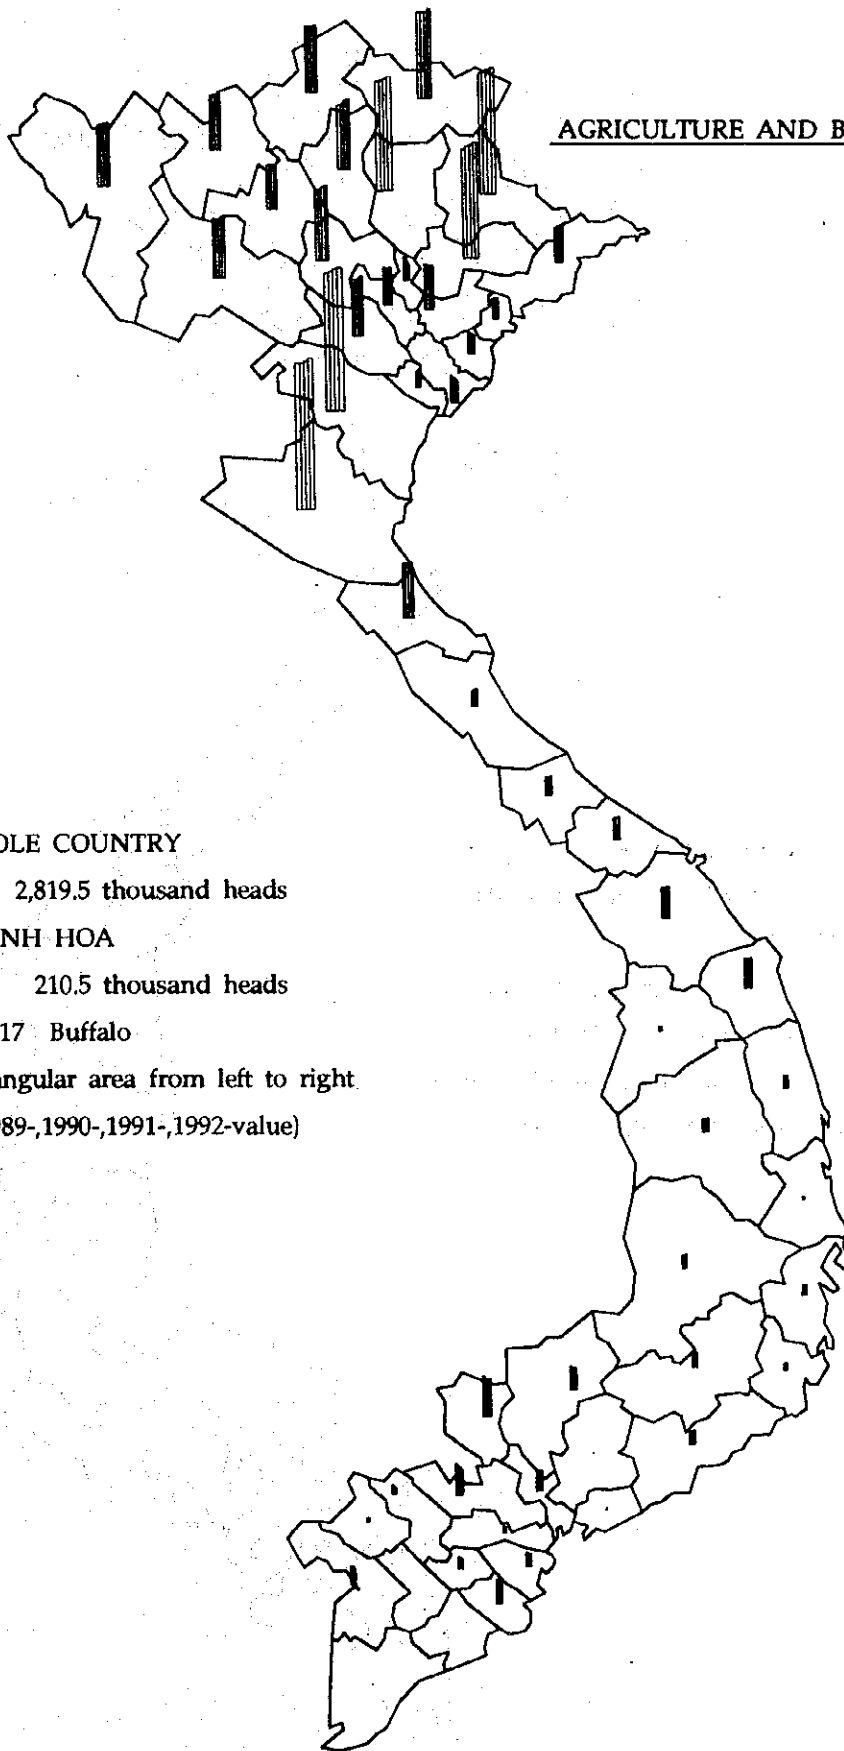 AGRICULTURE AND B
OLE COUNTRY
2,819.5 thousand heads
NH HOA
210.5 thousand heads
17 Buffalo
angular area from left to right
989-,1990-,1991-,1992-value)